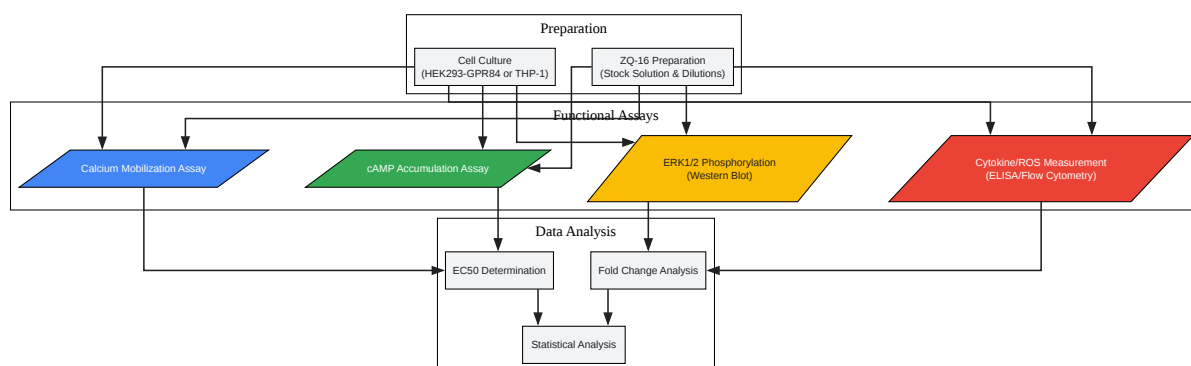 Preparation
Cell Culture
(HEK293-GPR84 or THP-1)
ZQ-16 Preparation
(Stock Solution & Dilutions)
Functional Assays
Calcium Mobilization Assay
cAMP Accumulation Assay
ERK1/2 Phosphorylation
(Western Blot)
Cytokine/ROS Measurement
(ELISA/Flow Cytometry)
Data Analysis
EC50 Determination
Fold Change Analysis
Statistical Analysis